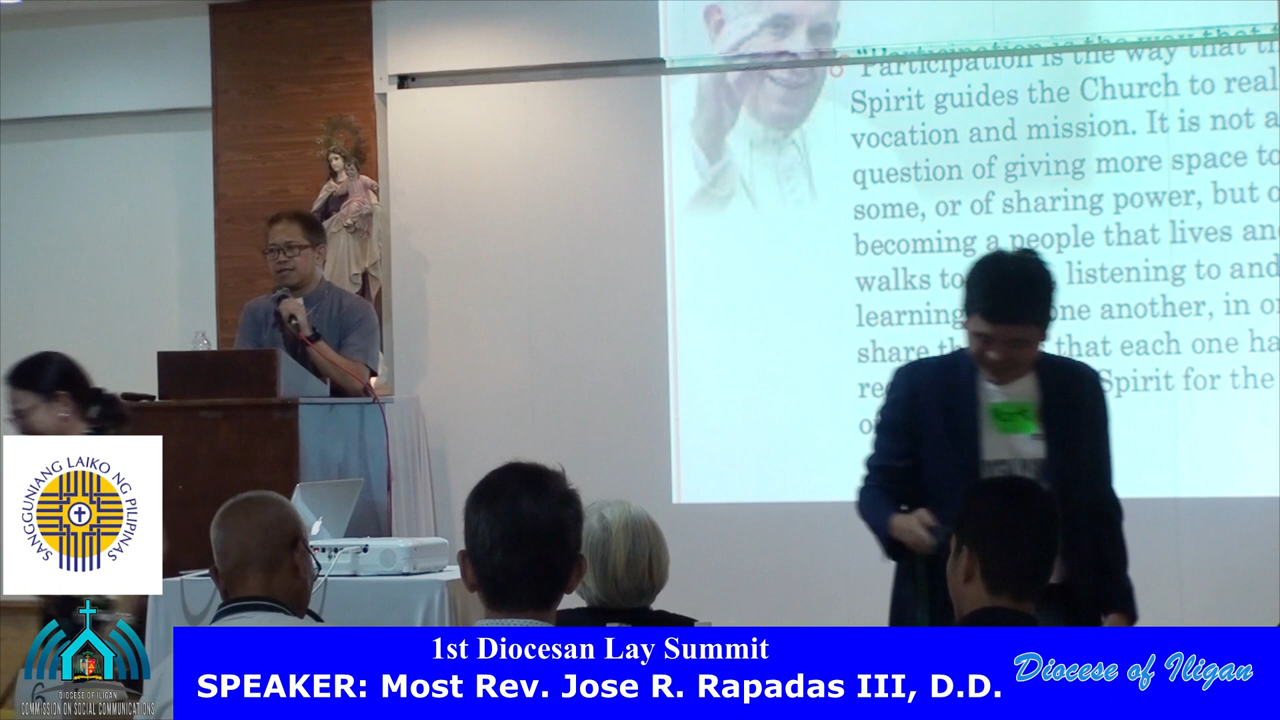 "Participation is the way that t
Spirit guides the Church to real
vocation and mission. It is not a
question of giving more space to
some, or of sharing power, but o
becoming a people that lives and
walks to listening to and
learning one another, in o
share that each one ha
re Spirit for the
SANGGUNIANG LAIKO NG PILIPINAS
DIOCESE OF ILIGAN
COMMISSION ON SOCIAL COMMUNICATIONS
1st Diocesan Lay Summit
SPEAKER: Most Rev. Jose R. Rapadas III, D.D.
Diocese of Iligan